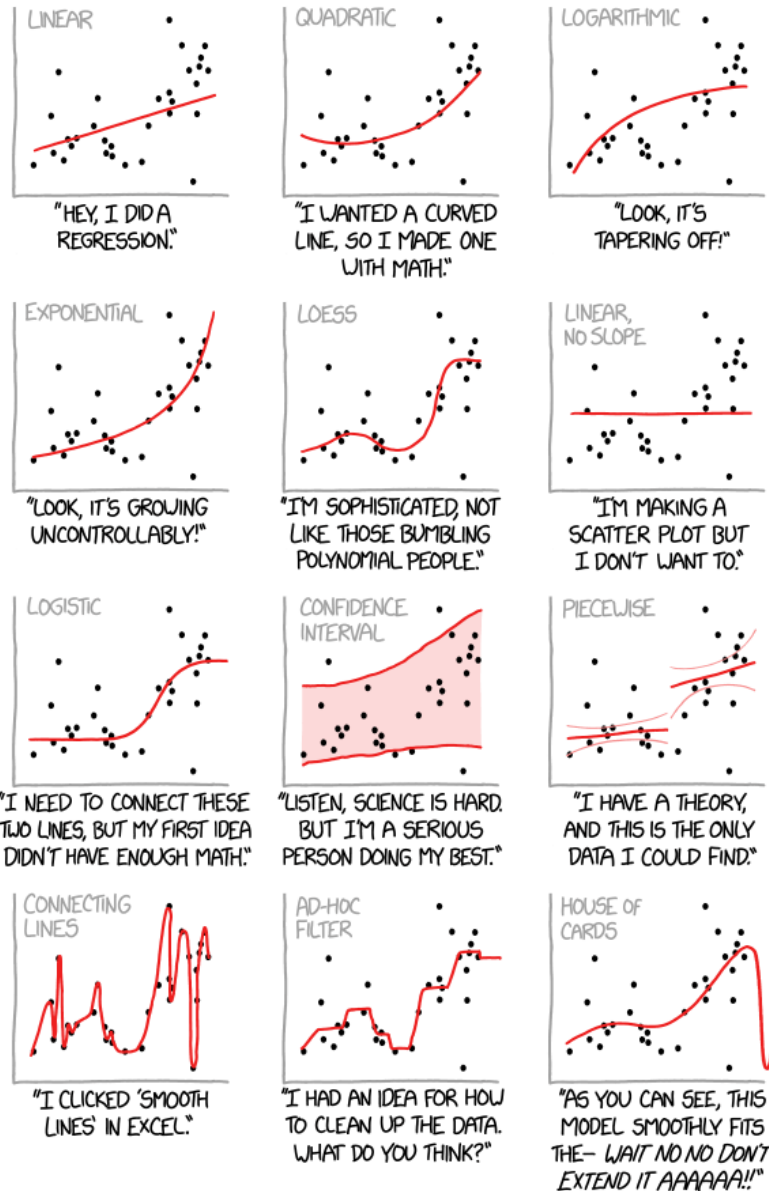 LINEAR
"HEY, I DID A
REGRESSION."
QUADRATIC
"I WANTED A CURVED
LINE, SO I MADE ONE
WITH MATH."
LOGARITHMIC
"LOOK, IT'S
TAPERING OFF!"
EXPONENTIAL
"LOOK, IT'S GROWING
UNCONTROLLABLY!"
LOESS
"I'M SOPHISTICATED, NOT
LIKE THOSE BUMBLING
POLYNOMIAL PEOPLE."
LINEAR,
NO SLOPE
"I'M MAKING A
SCATTER PLOT BUT
I DON'T WANT TO."
LOGISTIC
"I NEED TO CONNECT THESE
TWO LINES, BUT MY FIRST IDEA
DIDN'T HAVE ENOUGH MATH."
CONFIDENCE
INTERVAL
"LISTEN, SCIENCE IS HARD.
BUT I'M A SERIOUS
PERSON DOING MY BEST."
PIECEWISE
"I HAVE A THEORY,
AND THIS IS THE ONLY
DATA I COULD FIND."
CONNECTING
LINES
"I CLICKED 'SMOOTH
LINES' IN EXCEL."
AD-HOC
FILTER
"I HAD AN IDEA FOR HOW
TO CLEAN UP THE DATA.
WHAT DO YOU THINK?"
HOUSE OF
CARDS
"AS YOU CAN SEE, THIS
MODEL SMOOTHLY FITS
THE- WAIT NO NO DON'T
EXTEND IT AAAAAA!!"